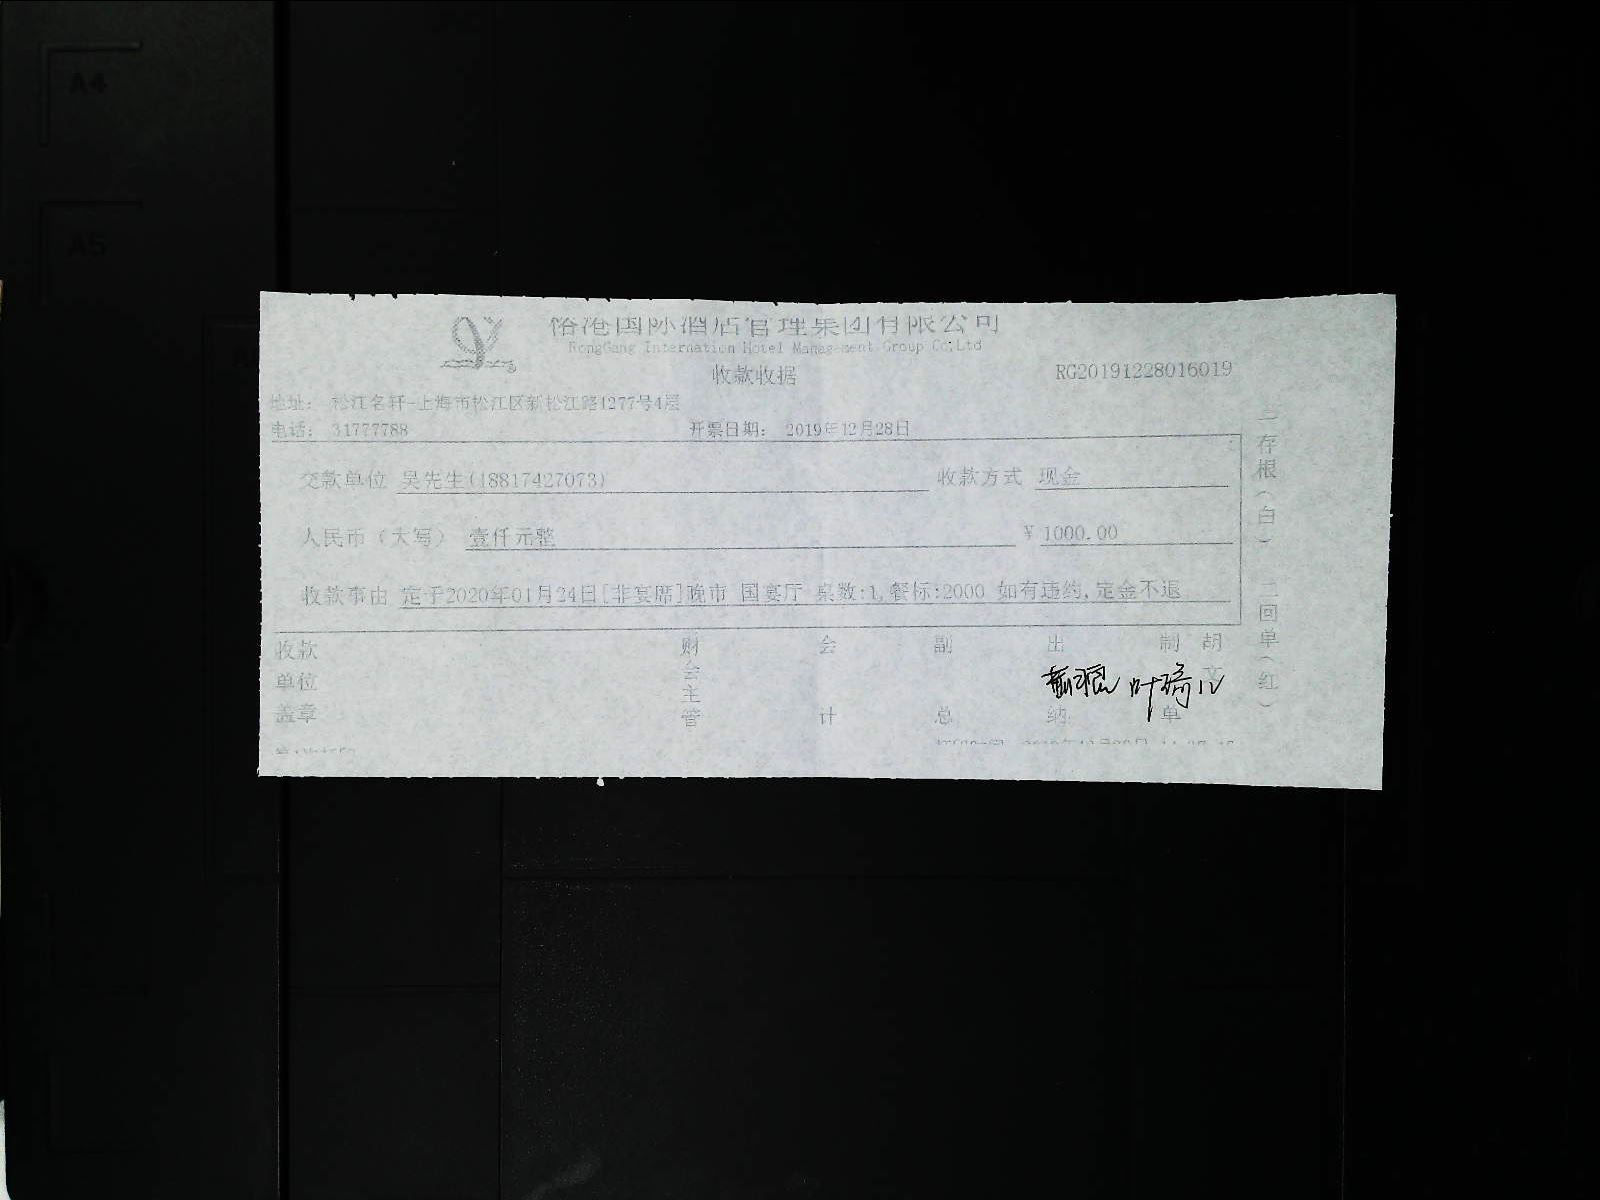 A4
A5
国际酒店管理集团有限公司
RongGang Internation Hotel Management Group Co;Ltd
收款收据
RG20191228016019
地址： 松江名轩-上海市松江区新松江路1277号4层
电话： 31777788 开票日期： 2019年12月28日
交款单位 吴先生(18817427073) 收款方式 现金
人民币（大写） 壹仟元整 ¥ 1000.00
收款事由 定于2020年01月24日[非宴席]晚市 国宴厅 桌数:1,餐标:2000 如有违约,定金不退
收款单位盖章 财会主管 会计 副总 出纳 制单 胡文
存根（白） 二回单（红）